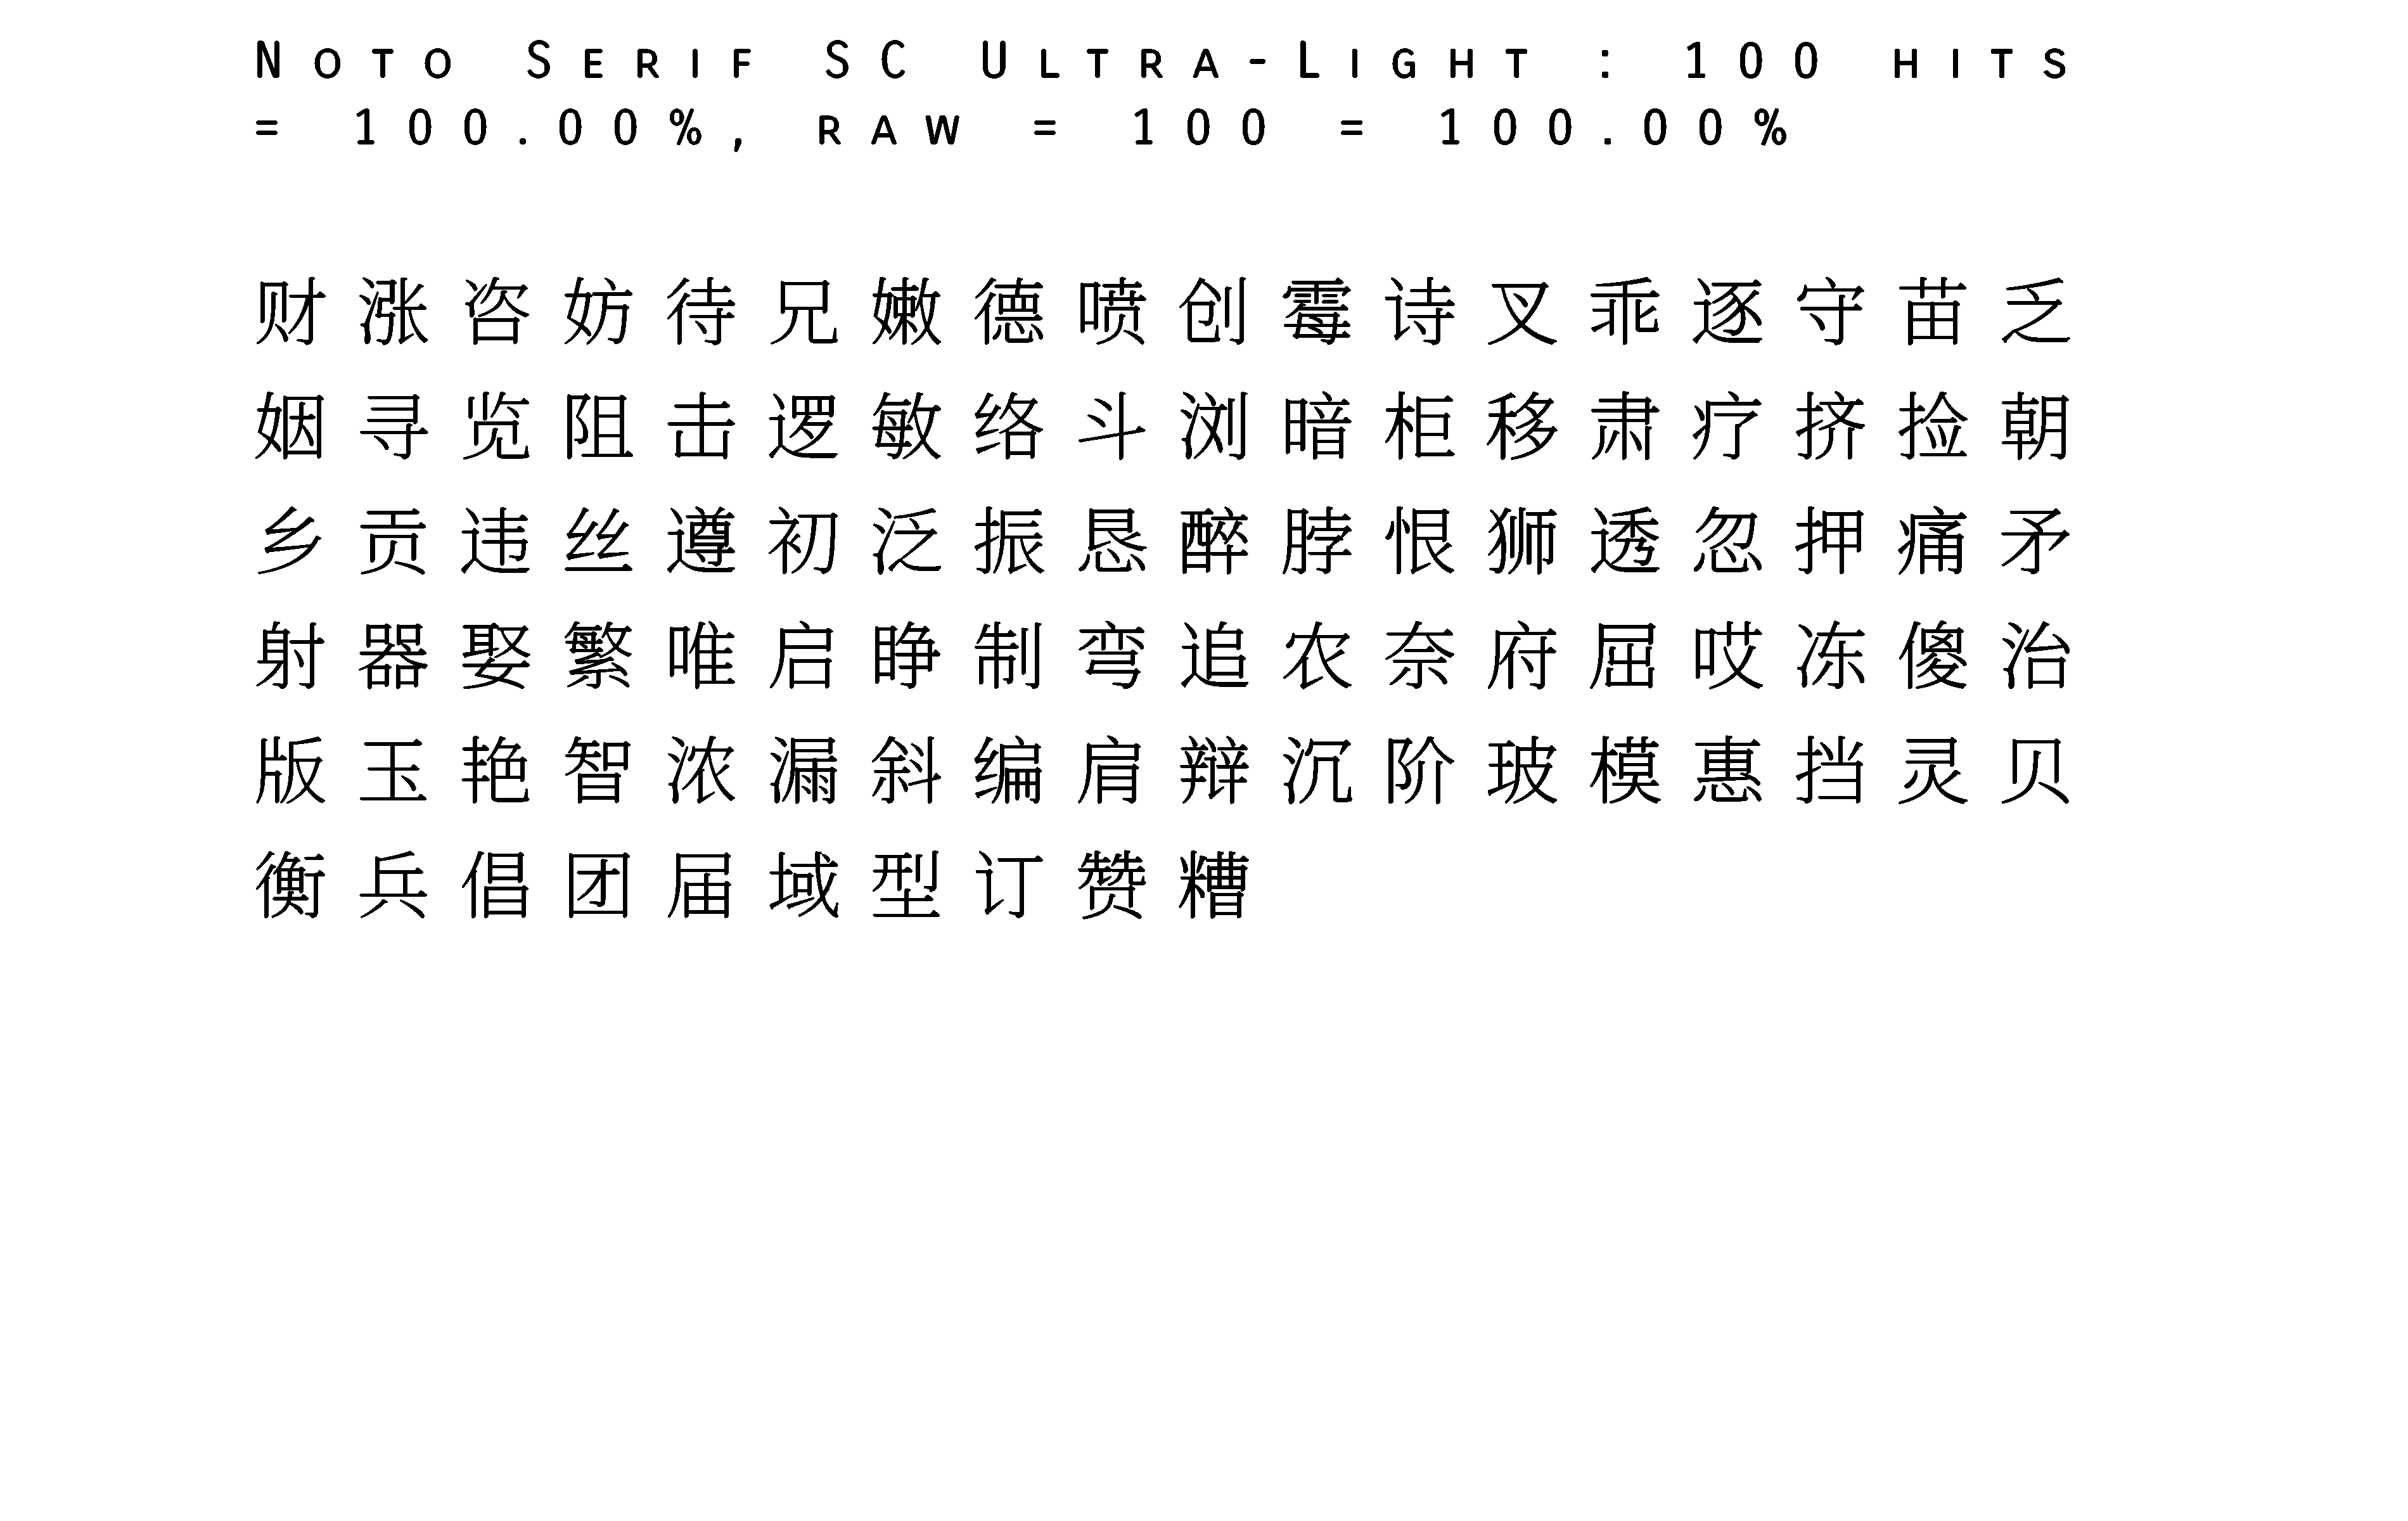 Noto Serif SC Ultra-Light : 100 hits
= 100.00%, raw = 100 = 100.00%
财涨咨妨待兄嫩德喷创霉诗叉乖逐守苗乏
姻寻览阻击逻敏络斗浏暗柜移肃疗挤捡朝
乡贡违丝遵初泛振恳醉脖恨狮透忽押痛矛
射器娶繁唯启睁制弯追农奈府屈哎冻傻治
版玉艳智浓漏斜编肩辩沉阶玻模惠挡灵贝
衡兵倡团届域型订赞糟